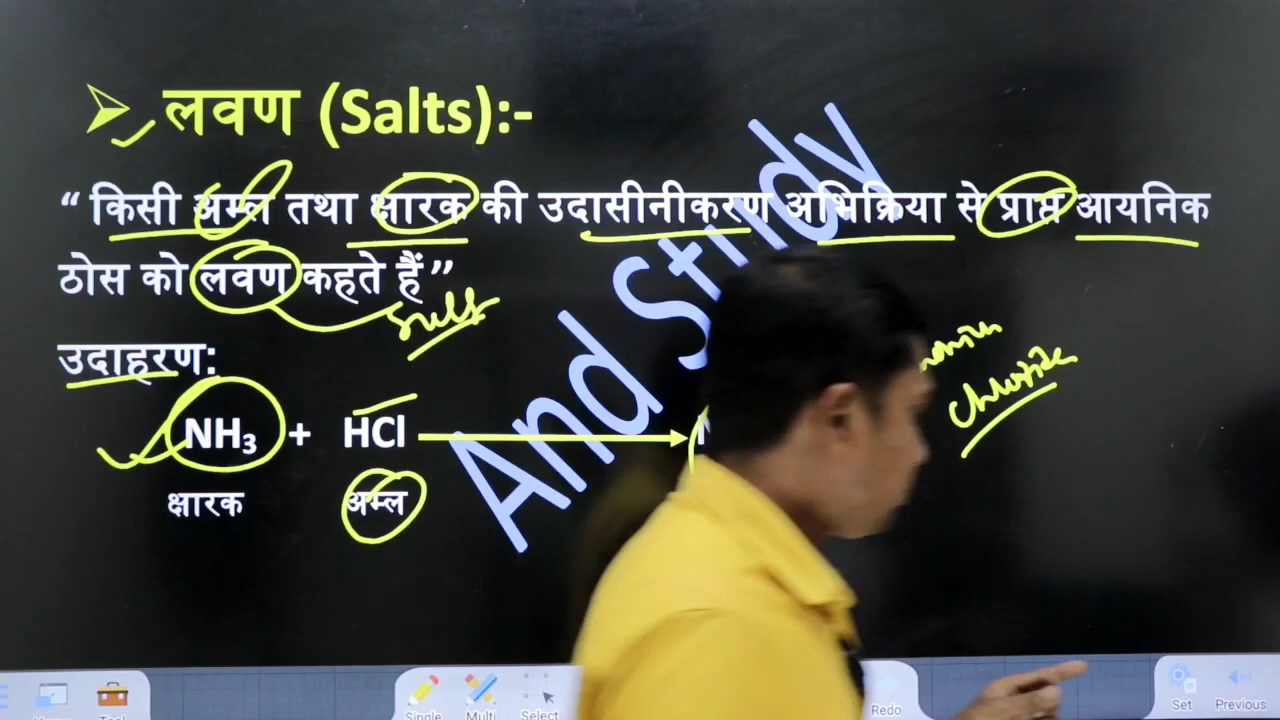 लवण (Salts):-
“ किसी अम्ल तथा क्षारक की उदासीनीकरण अभिक्रिया से प्राप्त आयनिक
ठोस को लवण कहते हैं”
salt
उदाहरण:
chloride
NH₃ + HCl
क्षारक अम्ल
And Study
Single Multi Select Redo Set Previous